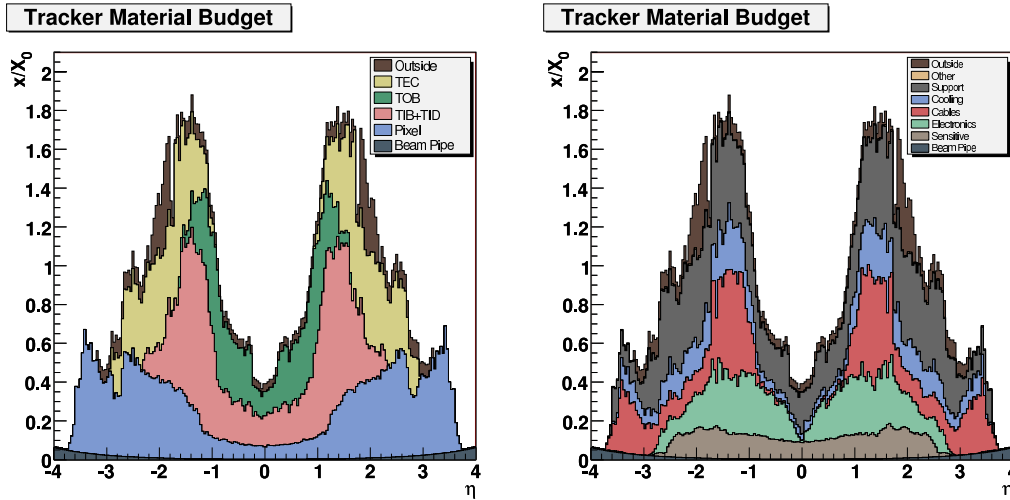 Tracker Material Budget
x/X0
2
1.8
1.6
1.4
1.2
1
0.8
0.6
0.4
0.2
0
-4 -3 -2 -1 0 1 2 3 4
η
Outside
TEC
TOB
TIB+TID
Pixel
Beam Pipe
Tracker Material Budget
x/X0
2
1.8
1.6
1.4
1.2
1
0.8
0.6
0.4
0.2
0
-4 -3 -2 -1 0 1 2 3 4
η
Outside
Other
Support
Cooling
Cables
Electronics
Sensitive
Beam Pipe